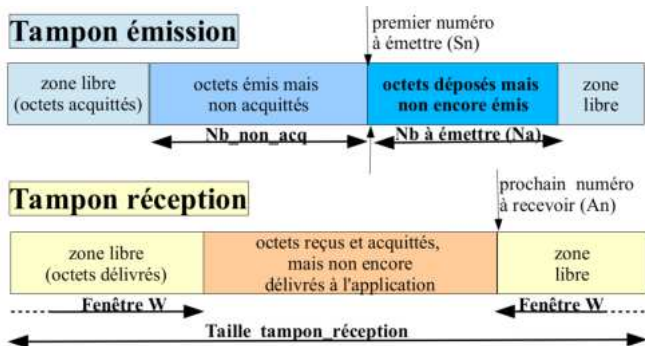 Tampon émission
premier numéro
à émettre (Sn)
zone libre
(octets acquittés)
octets émis mais
non acquittés
octets déposés mais
non encore émis
zone
libre
Nb_non_acq
Nb à émettre (Na)
Tampon réception
prochain numéro
à recevoir (An)
zone libre
(octets délivrés)
octets reçus et acquittés,
mais non encore
délivrés à l'application
zone
libre
Fenêtre W
Fenêtre W
Taille tampon_réception